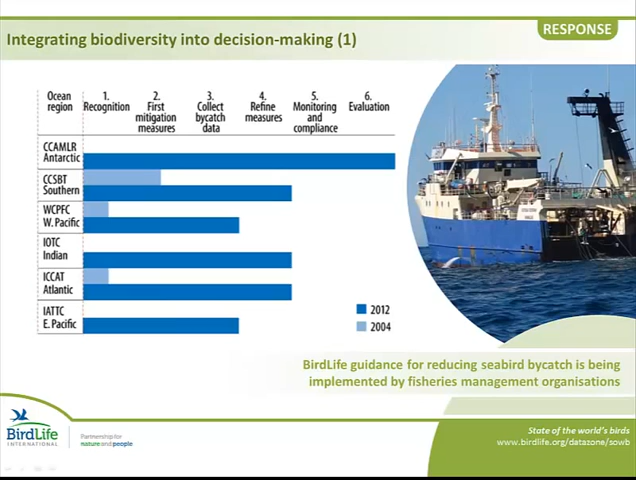 RESPONSE
Integrating biodiversity into decision-making (1)
Ocean
region
1.
Recognition
2.
First
mitigation
measures
3.
Collect
bycatch
data
4.
Refine
measures
5.
Monitoring
and
compliance
6.
Evaluation
CCAMLR
Antarctic
CCSBT
Southern
WCPFC
W. Pacific
IOTC
Indian
ICCAT
Atlantic
IATTC
E. Pacific
2012
2004
BirdLife guidance for reducing seabird bycatch is being
implemented by fisheries management organisations
BirdLife
INTERNATIONAL
Partnership for
nature and people
State of the world's birds
www.birdlife.org/datazone/sowb